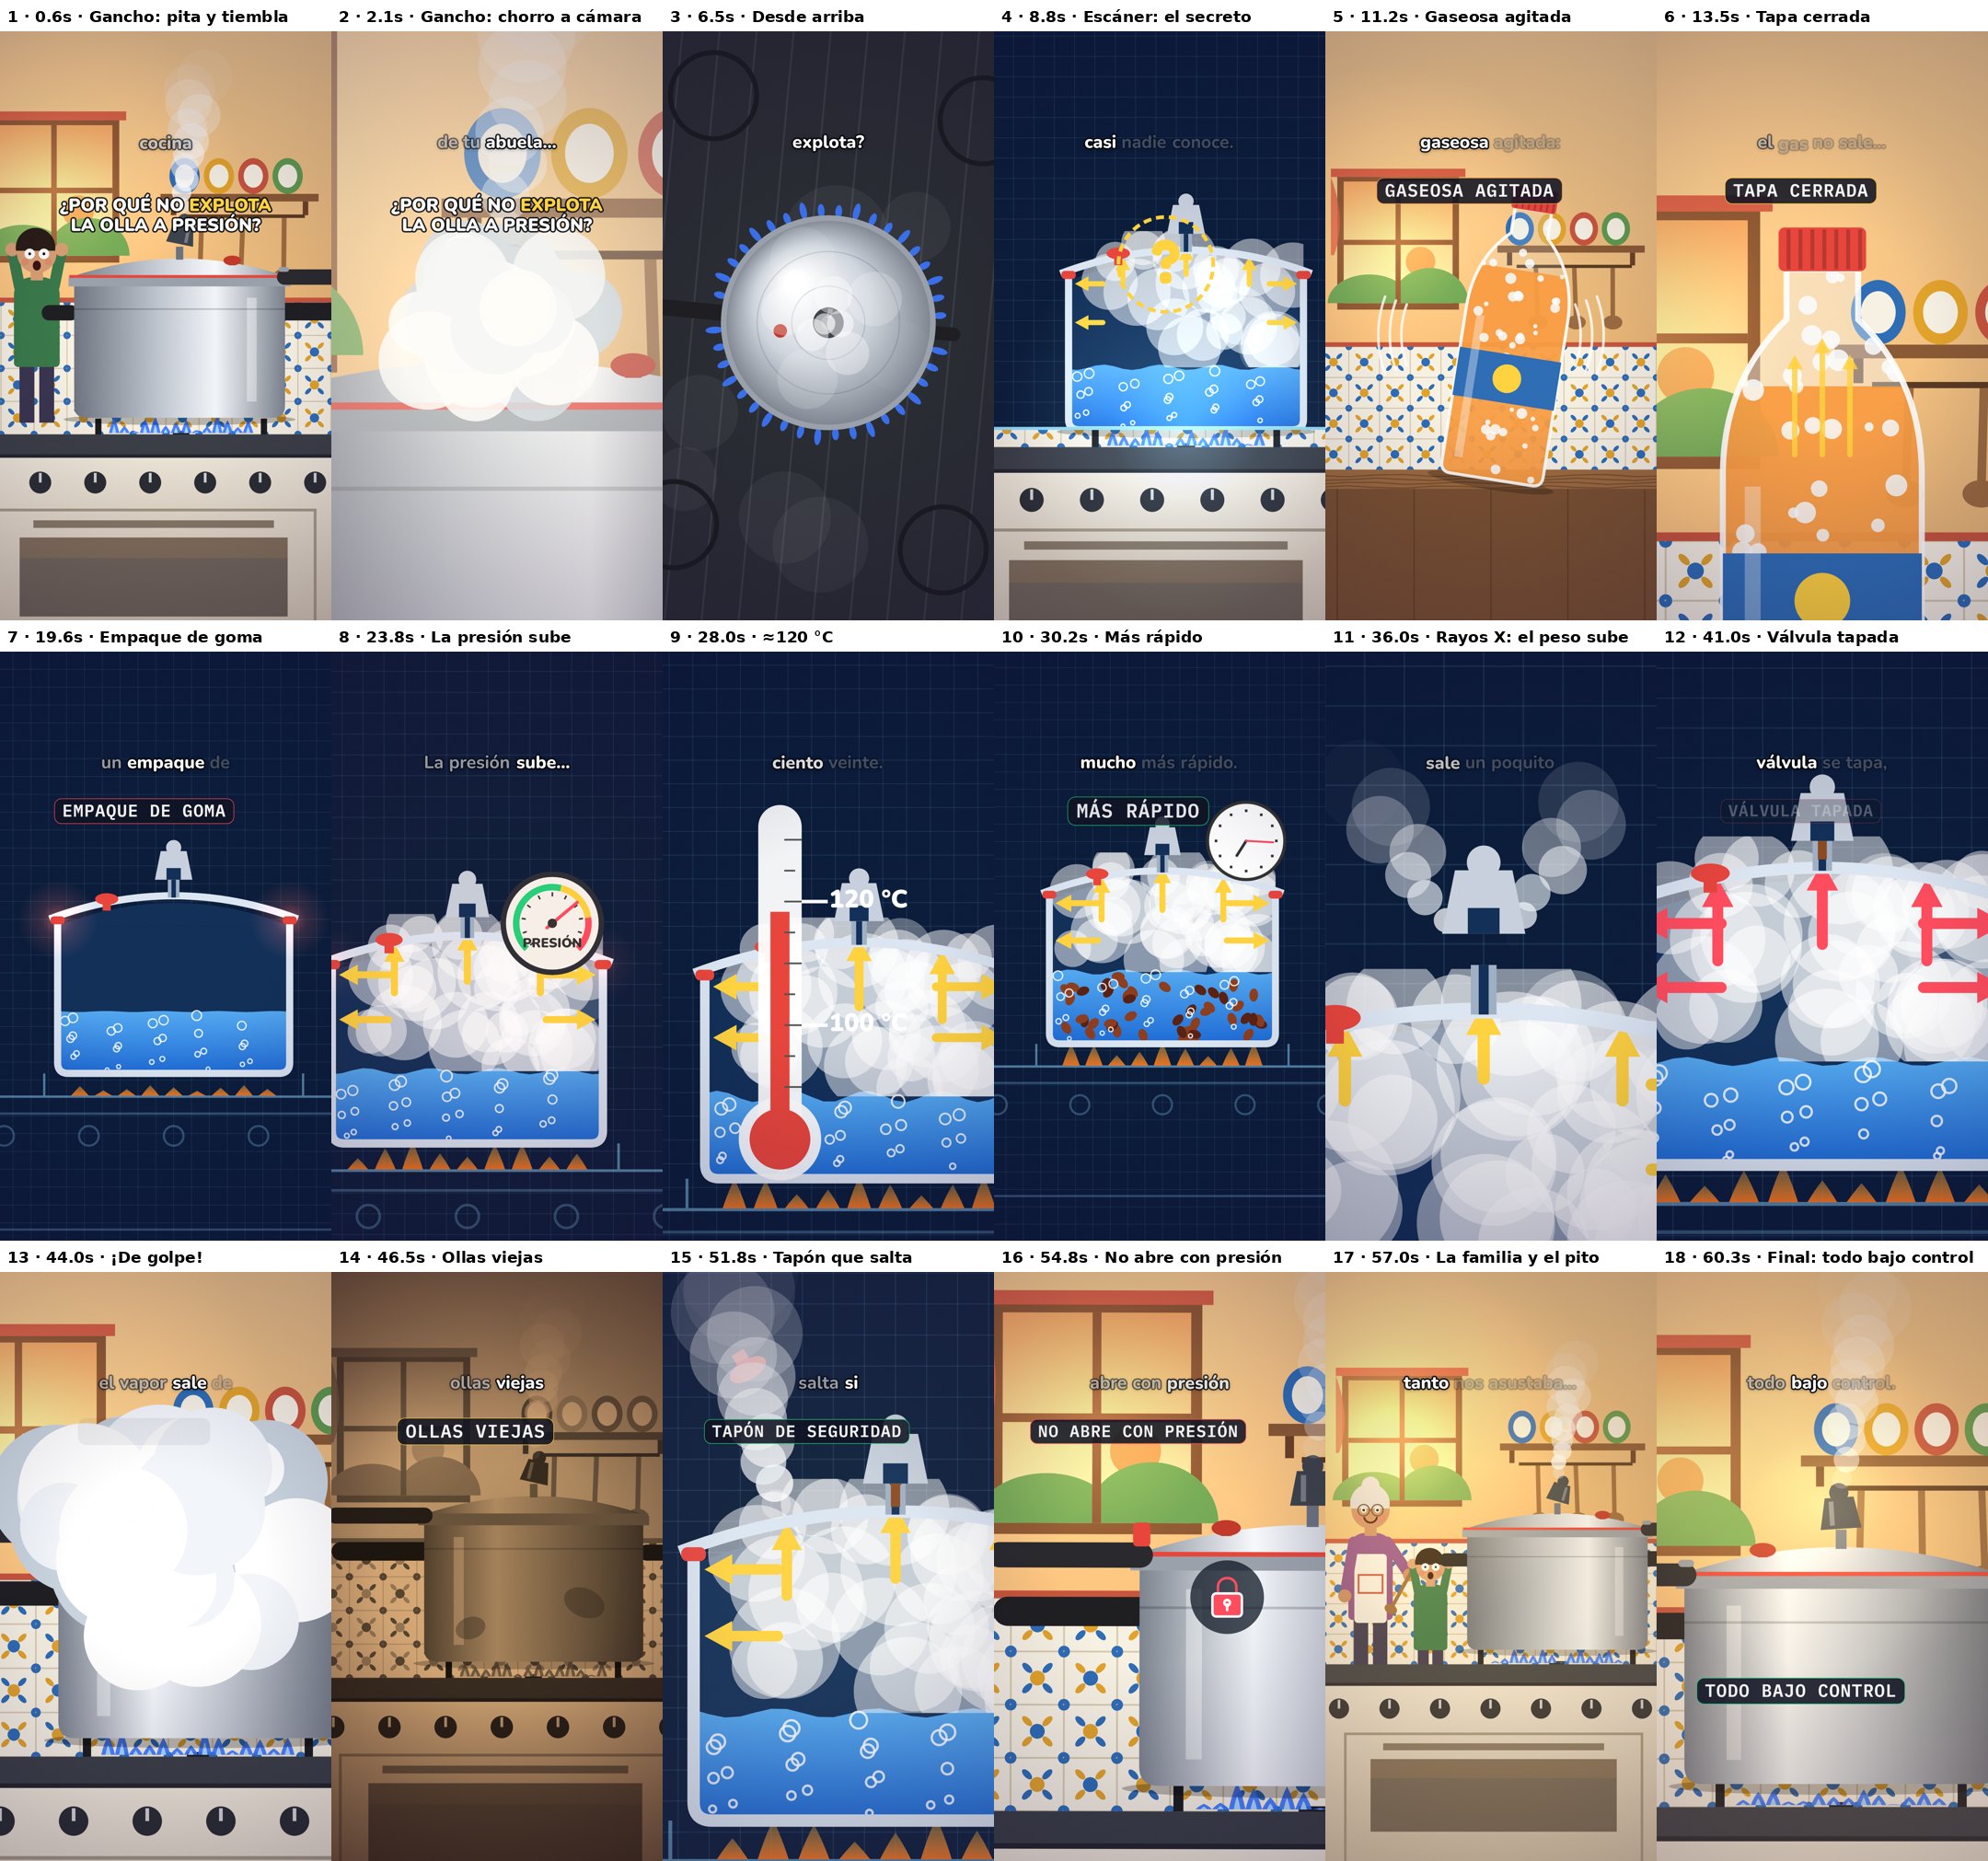 1 · 0.6s · Gancho: pita y tiembla
cocina
¿POR QUÉ NO EXPLOTA
LA OLLA A PRESIÓN?
2 · 2.1s · Gancho: chorro a cámara
de tu abuela...
¿POR QUÉ NO EXPLOTA
LA OLLA A PRESIÓN?
3 · 6.5s · Desde arriba
explota?
4 · 8.8s · Escáner: el secreto
casi nadie conoce.
?
5 · 11.2s · Gaseosa agitada
gaseosa agitada:
GASEOSA AGITADA
6 · 13.5s · Tapa cerrada
el gas no sale...
TAPA CERRADA
7 · 19.6s · Empaque de goma
un empaque de
EMPAQUE DE GOMA
8 · 23.8s · La presión sube
La presión sube...
PRESIÓN
9 · 28.0s · ≈120 °C
ciento veinte.
120 °C
100 °C
10 · 30.2s · Más rápido
mucho más rápido.
MÁS RÁPIDO
11 · 36.0s · Rayos X: el peso sube
sale un poquito
12 · 41.0s · Válvula tapada
válvula se tapa,
VÁLVULA TAPADA
13 · 44.0s · ¡De golpe!
el vapor sale de
14 · 46.5s · Ollas viejas
ollas viejas
OLLAS VIEJAS
15 · 51.8s · Tapón que salta
salta si
TAPÓN DE SEGURIDAD
16 · 54.8s · No abre con presión
abre con presión
NO ABRE CON PRESIÓN
17 · 57.0s · La familia y el pito
tanto nos asustaba...
18 · 60.3s · Final: todo bajo control
todo bajo control.
TODO BAJO CONTROL